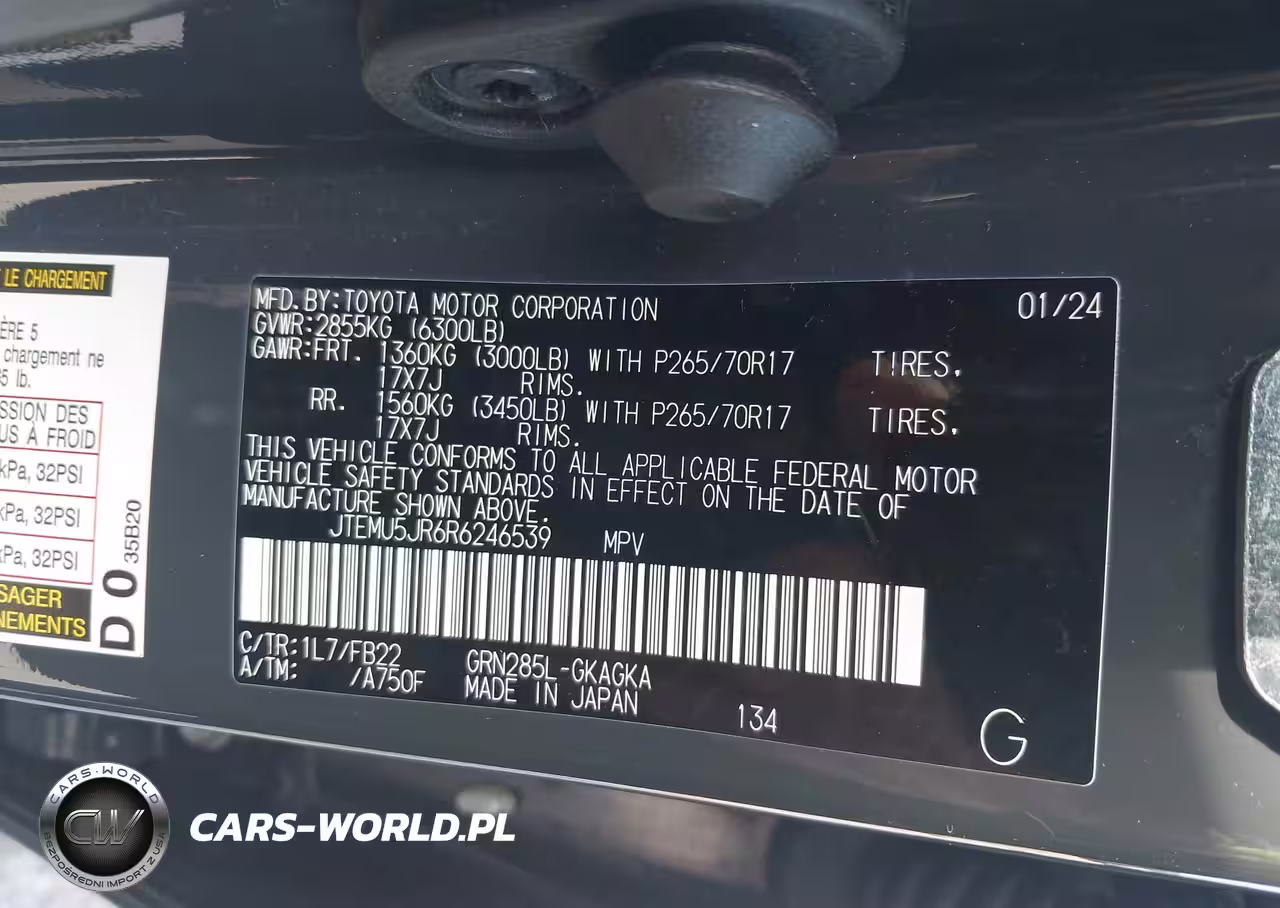 T LE CHARGEMENT
ÈRE 5
chargement ne
5 lb.
SSION DES
US À FROID
kPa, 32PSI
kPa, 32PSI
kPa, 32PSI
SAGER
NEMENTS
D 0 35B20
MFD.BY:TOYOTA MOTOR CORPORATION 01/24
GVWR:2855KG (6300LB)
GAWR:FRT. 1360KG (3000LB) WITH P265/70R17 TIRES.
17X7J RIMS.
RR. 1560KG (3450LB) WITH P265/70R17 TIRES.
17X7J RIMS.
THIS VEHICLE CONFORMS TO ALL APPLICABLE FEDERAL MOTOR
VEHICLE SAFETY STANDARDS IN EFFECT ON THE DATE OF
MANUFACTURE SHOWN ABOVE.
JTEMU5JR6R6246539 MPV
C/TR:1L7/FB22 GRN285L-GKAGKA
A/TM: /A750F MADE IN JAPAN
134
G
CARS-WORLD
CW
BEZPOŚREDNI IMPORT Z USA
CARS-WORLD.PL